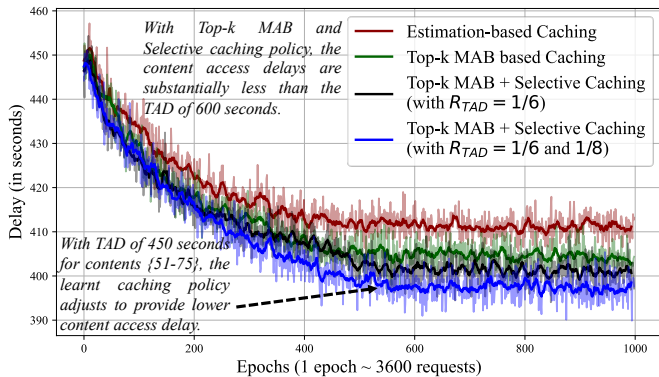 460
450
440
430
420
410
400
390
Delay (in seconds)
0
200
400
600
800
1000
Epochs (1 epoch ~ 3600 requests)
With Top-k MAB and
Selective caching policy, the
content access delays are
substantially less than the
TAD of 600 seconds.
Estimation-based Caching
Top-k MAB based Caching
Top-k MAB + Selective Caching
(with R_TAD = 1/6)
Top-k MAB + Selective Caching
(with R_TAD = 1/6 and 1/8)
With TAD of 450 seconds
for contents {51-75}, the
learnt caching policy
adjusts to provide lower
content access delay.